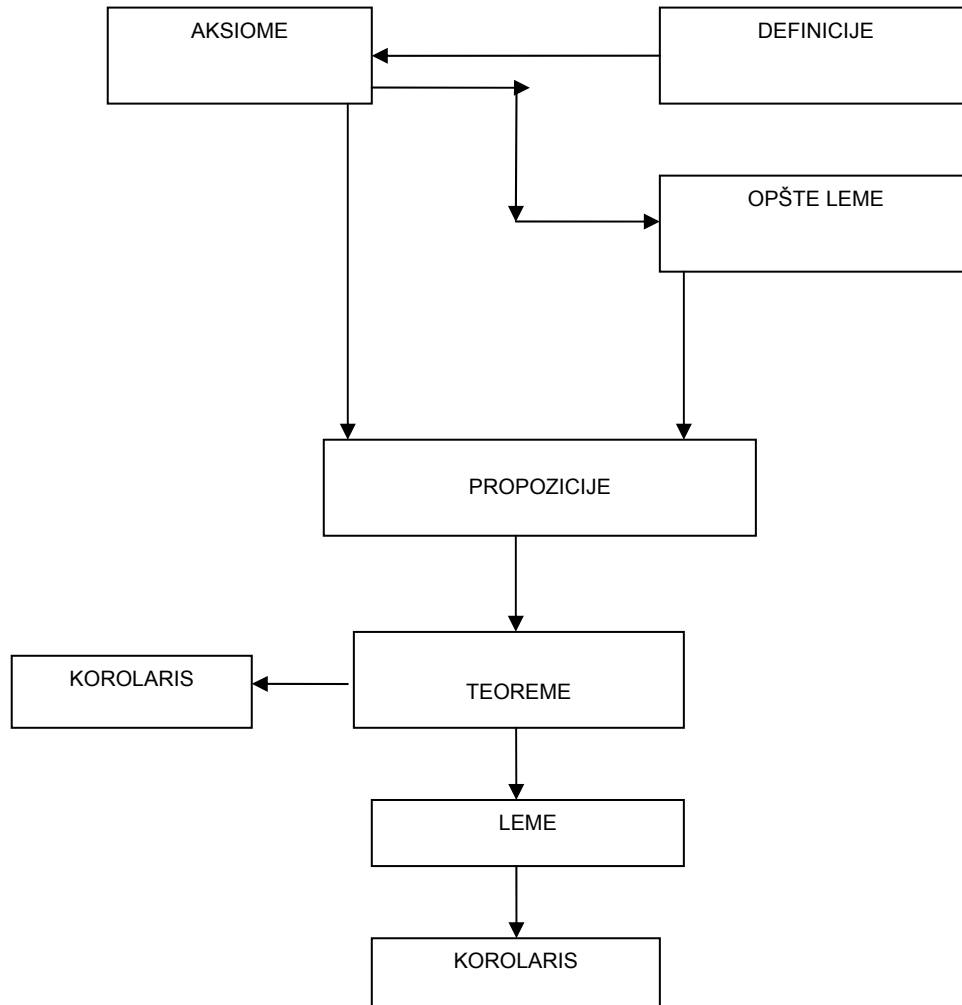 AKSIOME
DEFINICIJE
OPŠTE LEME
PROPOZICIJE
KOROLARIS
TEOREME
LEME
KOROLARIS